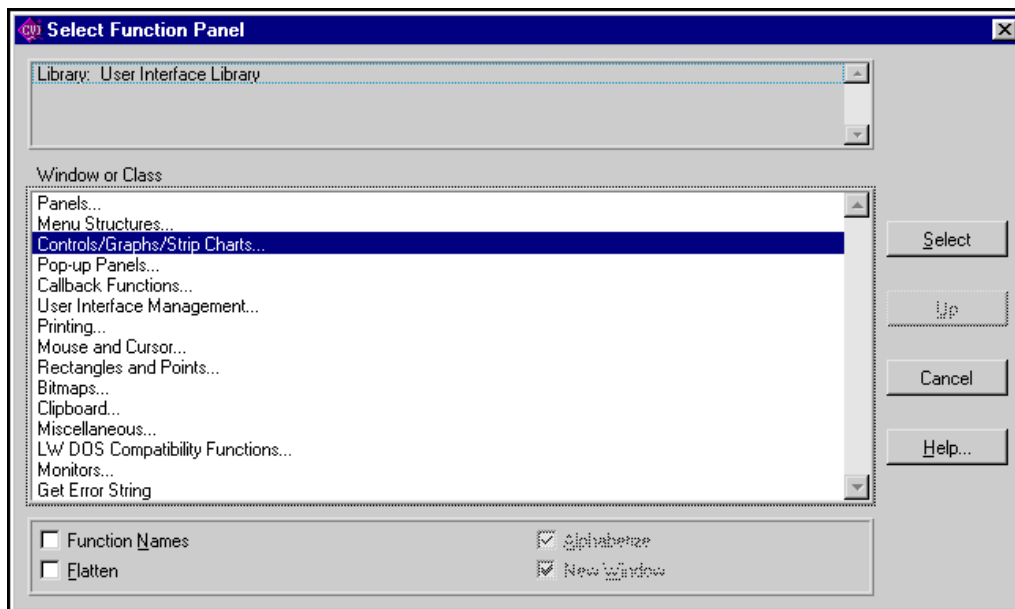 CVI Select Function Panel
Library: User Interface Library
Window or Class
Panels...
Menu Structures...
Controls/Graphs/Strip Charts...
Pop-up Panels...
Callback Functions...
User Interface Management...
Printing...
Mouse and Cursor...
Rectangles and Points...
Bitmaps...
Clipboard...
Miscellaneous...
LW DOS Compatibility Functions...
Monitors...
Get Error String
Select
Up
Cancel
Help...
Function Names
Alphabetize
Flatten
New Window